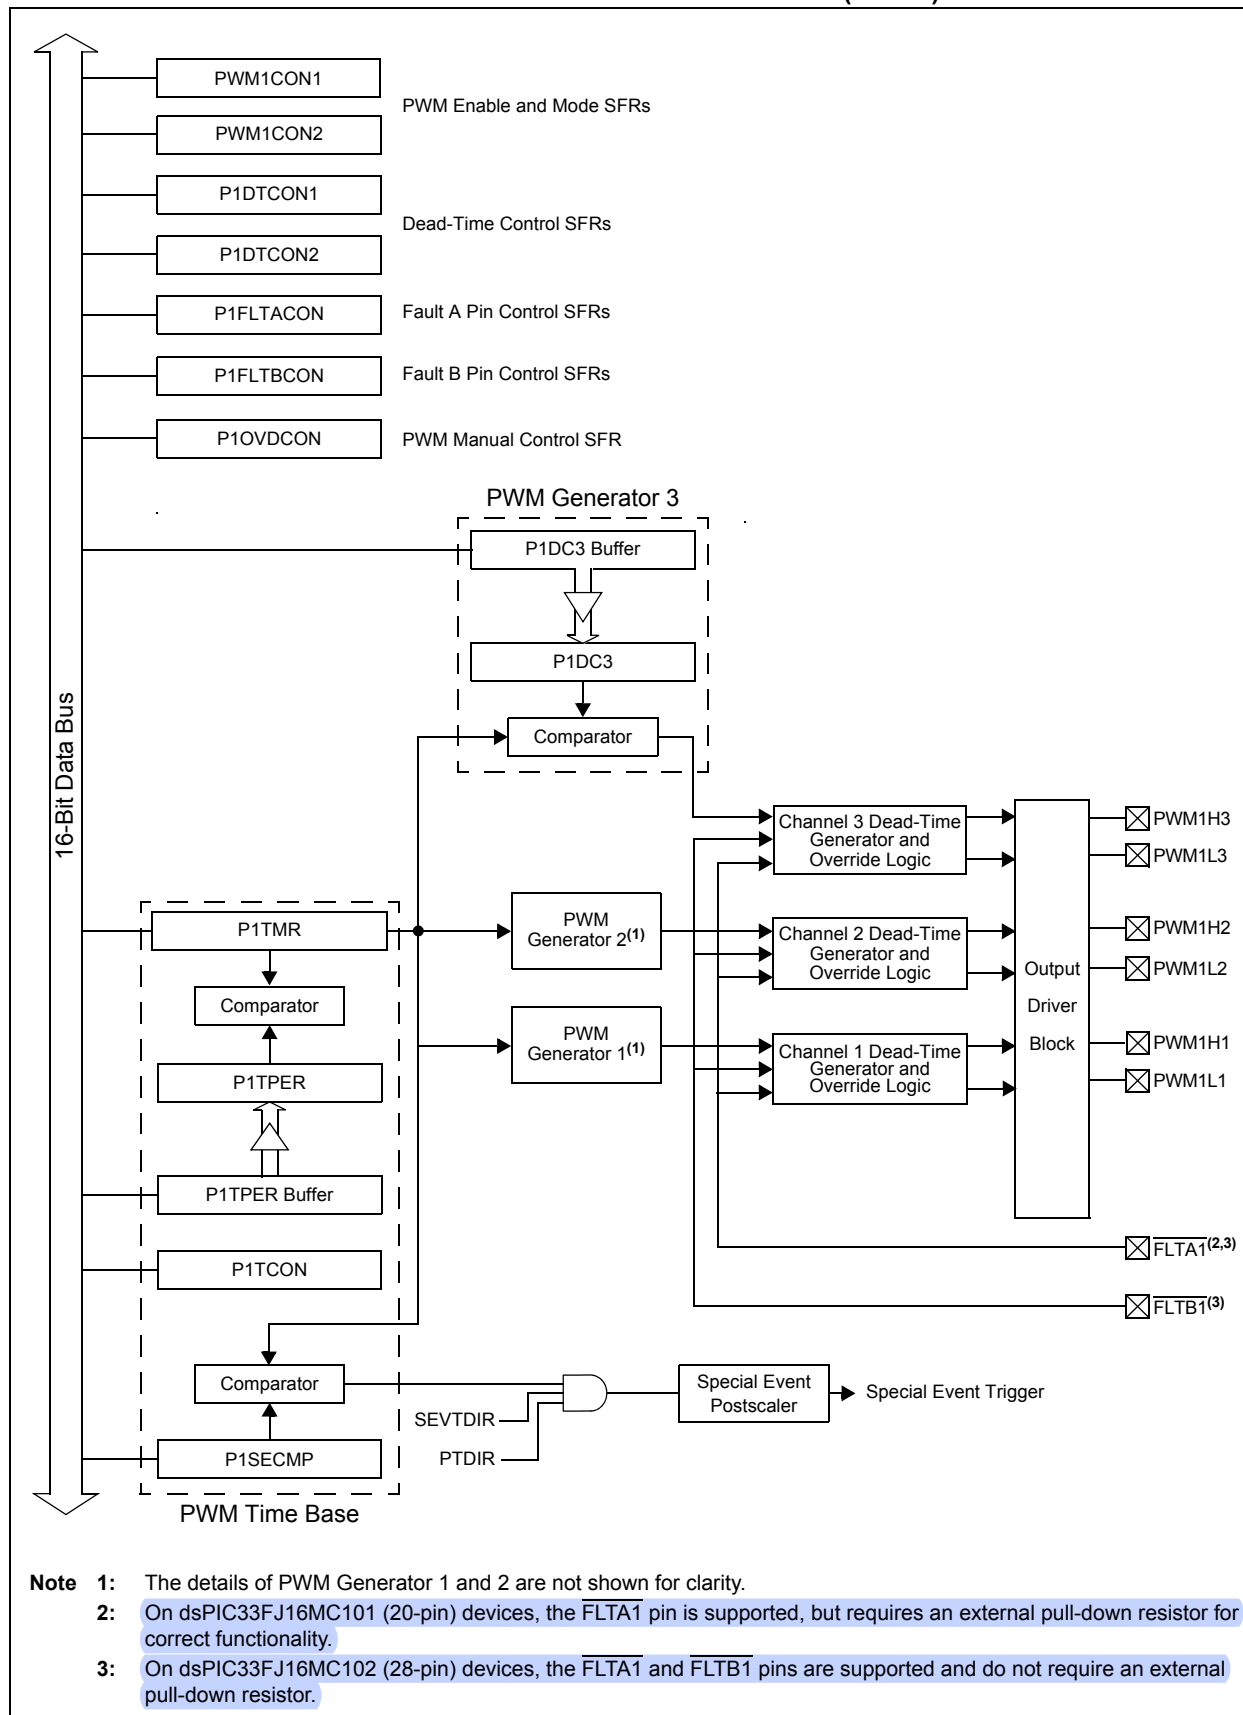 PWM1CON1
PWM Enable and Mode SFRs
PWM1CON2
P1DTCON1
Dead-Time Control SFRs
P1DTCON2
P1FLTACON
Fault A Pin Control SFRs
P1FLTBCON
Fault B Pin Control SFRs
P1OVDCON
PWM Manual Control SFR
PWM Generator 3
P1DC3 Buffer
P1DC3
Comparator
16-Bit Data Bus
Channel 3 Dead-Time
Generator and
Override Logic
PWM1H3
PWM1L3
P1TMR
Comparator
P1TPER
P1TPER Buffer
P1TCON
Comparator
P1SECMP
PWM Time Base
PWM
Generator 2(1)
Channel 2 Dead-Time
Generator and
Override Logic
PWM1H2
PWM1L2
Output
Driver
Block
PWM
Generator 1(1)
Channel 1 Dead-Time
Generator and
Override Logic
PWM1H1
PWM1L1
FLTA1(2,3)
FLTB1(3)
SEVTDIR
PTDIR
Special Event
Postscaler
Special Event Trigger
Note 1: The details of PWM Generator 1 and 2 are not shown for clarity.
2: On dsPIC33FJ16MC101 (20-pin) devices, the FLTA1 pin is supported, but requires an external pull-down resistor for
correct functionality.
3: On dsPIC33FJ16MC102 (28-pin) devices, the FLTA1 and FLTB1 pins are supported and do not require an external
pull-down resistor.